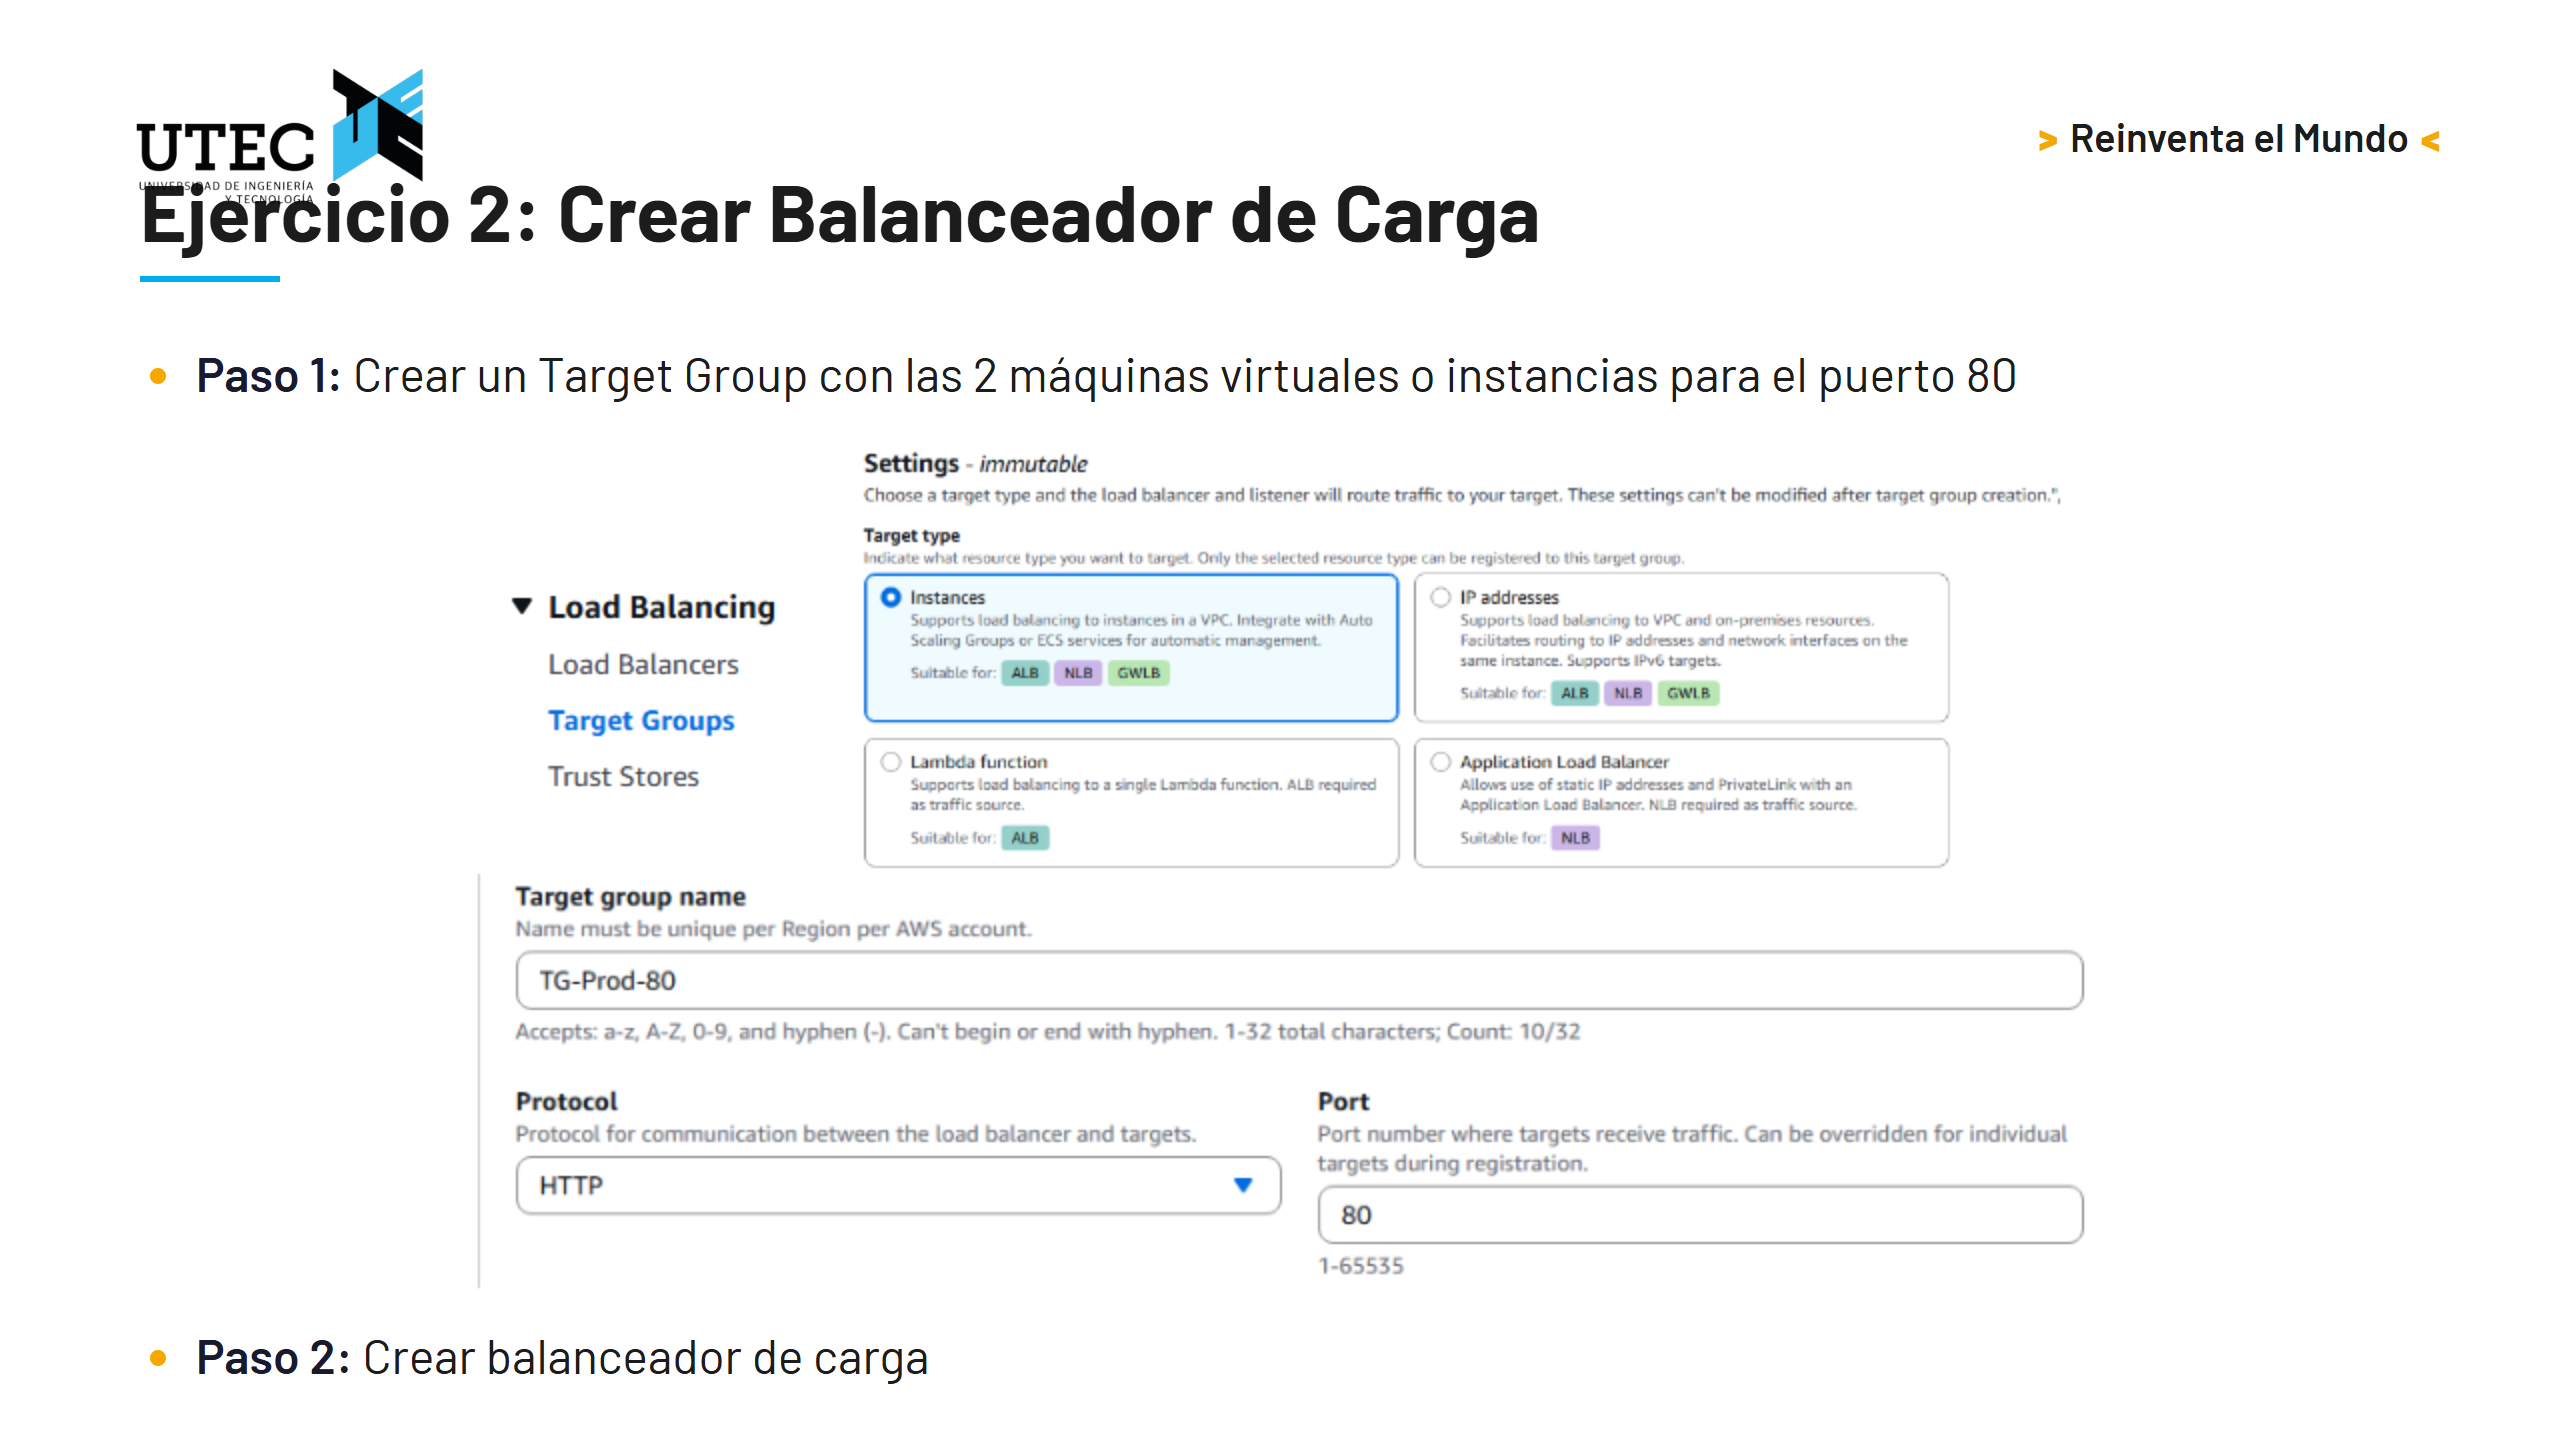 UTEC
UNIVERSIDAD DE INGENIERÍA
Y TECNOLOGÍA
> Reinventa el Mundo <
Ejercicio 2: Crear Balanceador de Carga
• Paso 1: Crear un Target Group con las 2 máquinas virtuales o instancias para el puerto 80
Load Balancing
Load Balancers
Target Groups
Trust Stores
Settings - immutable
Choose a target type and the load balancer and listener will route traffic to your target. These settings can't be modified after target group creation.",
Target type
Indicate what resource type you want to target. Only the selected resource type can be registered to this target group.
Instances
Supports load balancing to instances in a VPC. Integrate with Auto
Scaling Groups or ECS services for automatic management.
Suitable for: ALB NLB GWLB
IP addresses
Supports load balancing to VPC and on-premises resources.
Facilitates routing to IP addresses and network interfaces on the
same instance. Supports IPv6 targets.
Suitable for: ALB NLB GWLB
Lambda function
Supports load balancing to a single Lambda function. ALB required
as traffic source.
Suitable for: ALB
Application Load Balancer
Allows use of static IP addresses and PrivateLink with an
Application Load Balancer. NLB required as traffic source.
Suitable for: NLB
Target group name
Name must be unique per Region per AWS account.
TG-Prod-80
Accepts: a-z, A-Z, 0-9, and hyphen (-). Can't begin or end with hyphen. 1-32 total characters; Count: 10/32
Protocol
Protocol for communication between the load balancer and targets.
HTTP
Port
Port number where targets receive traffic. Can be overridden for individual
targets during registration.
80
1-65535
• Paso 2: Crear balanceador de carga